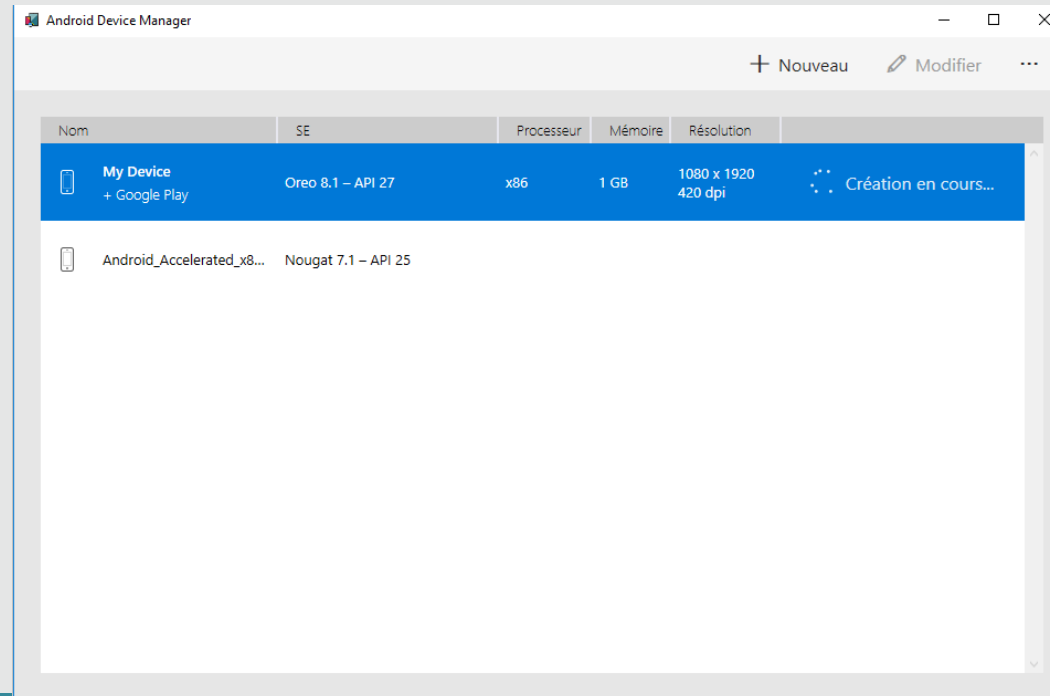 Android Device Manager
+ Nouveau Modifier ...
Nom SE Processeur Mémoire Résolution
My Device
+ Google Play
Oreo 8.1 – API 27
x86
1 GB
1080 x 1920
420 dpi
Création en cours...
Android_Accelerated_x8... Nougat 7.1 – API 25